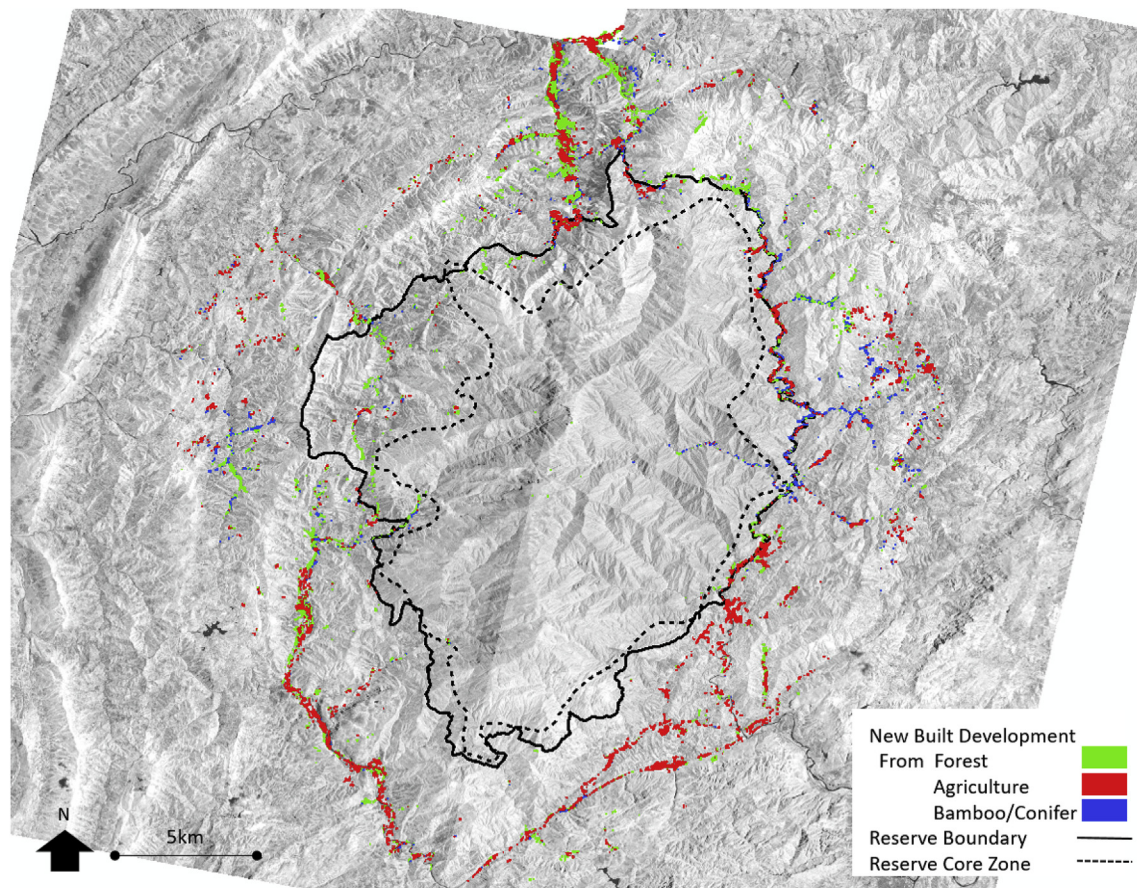 New Built Development
From Forest
Agriculture
Bamboo/Conifer
Reserve Boundary
Reserve Core Zone
N
5km